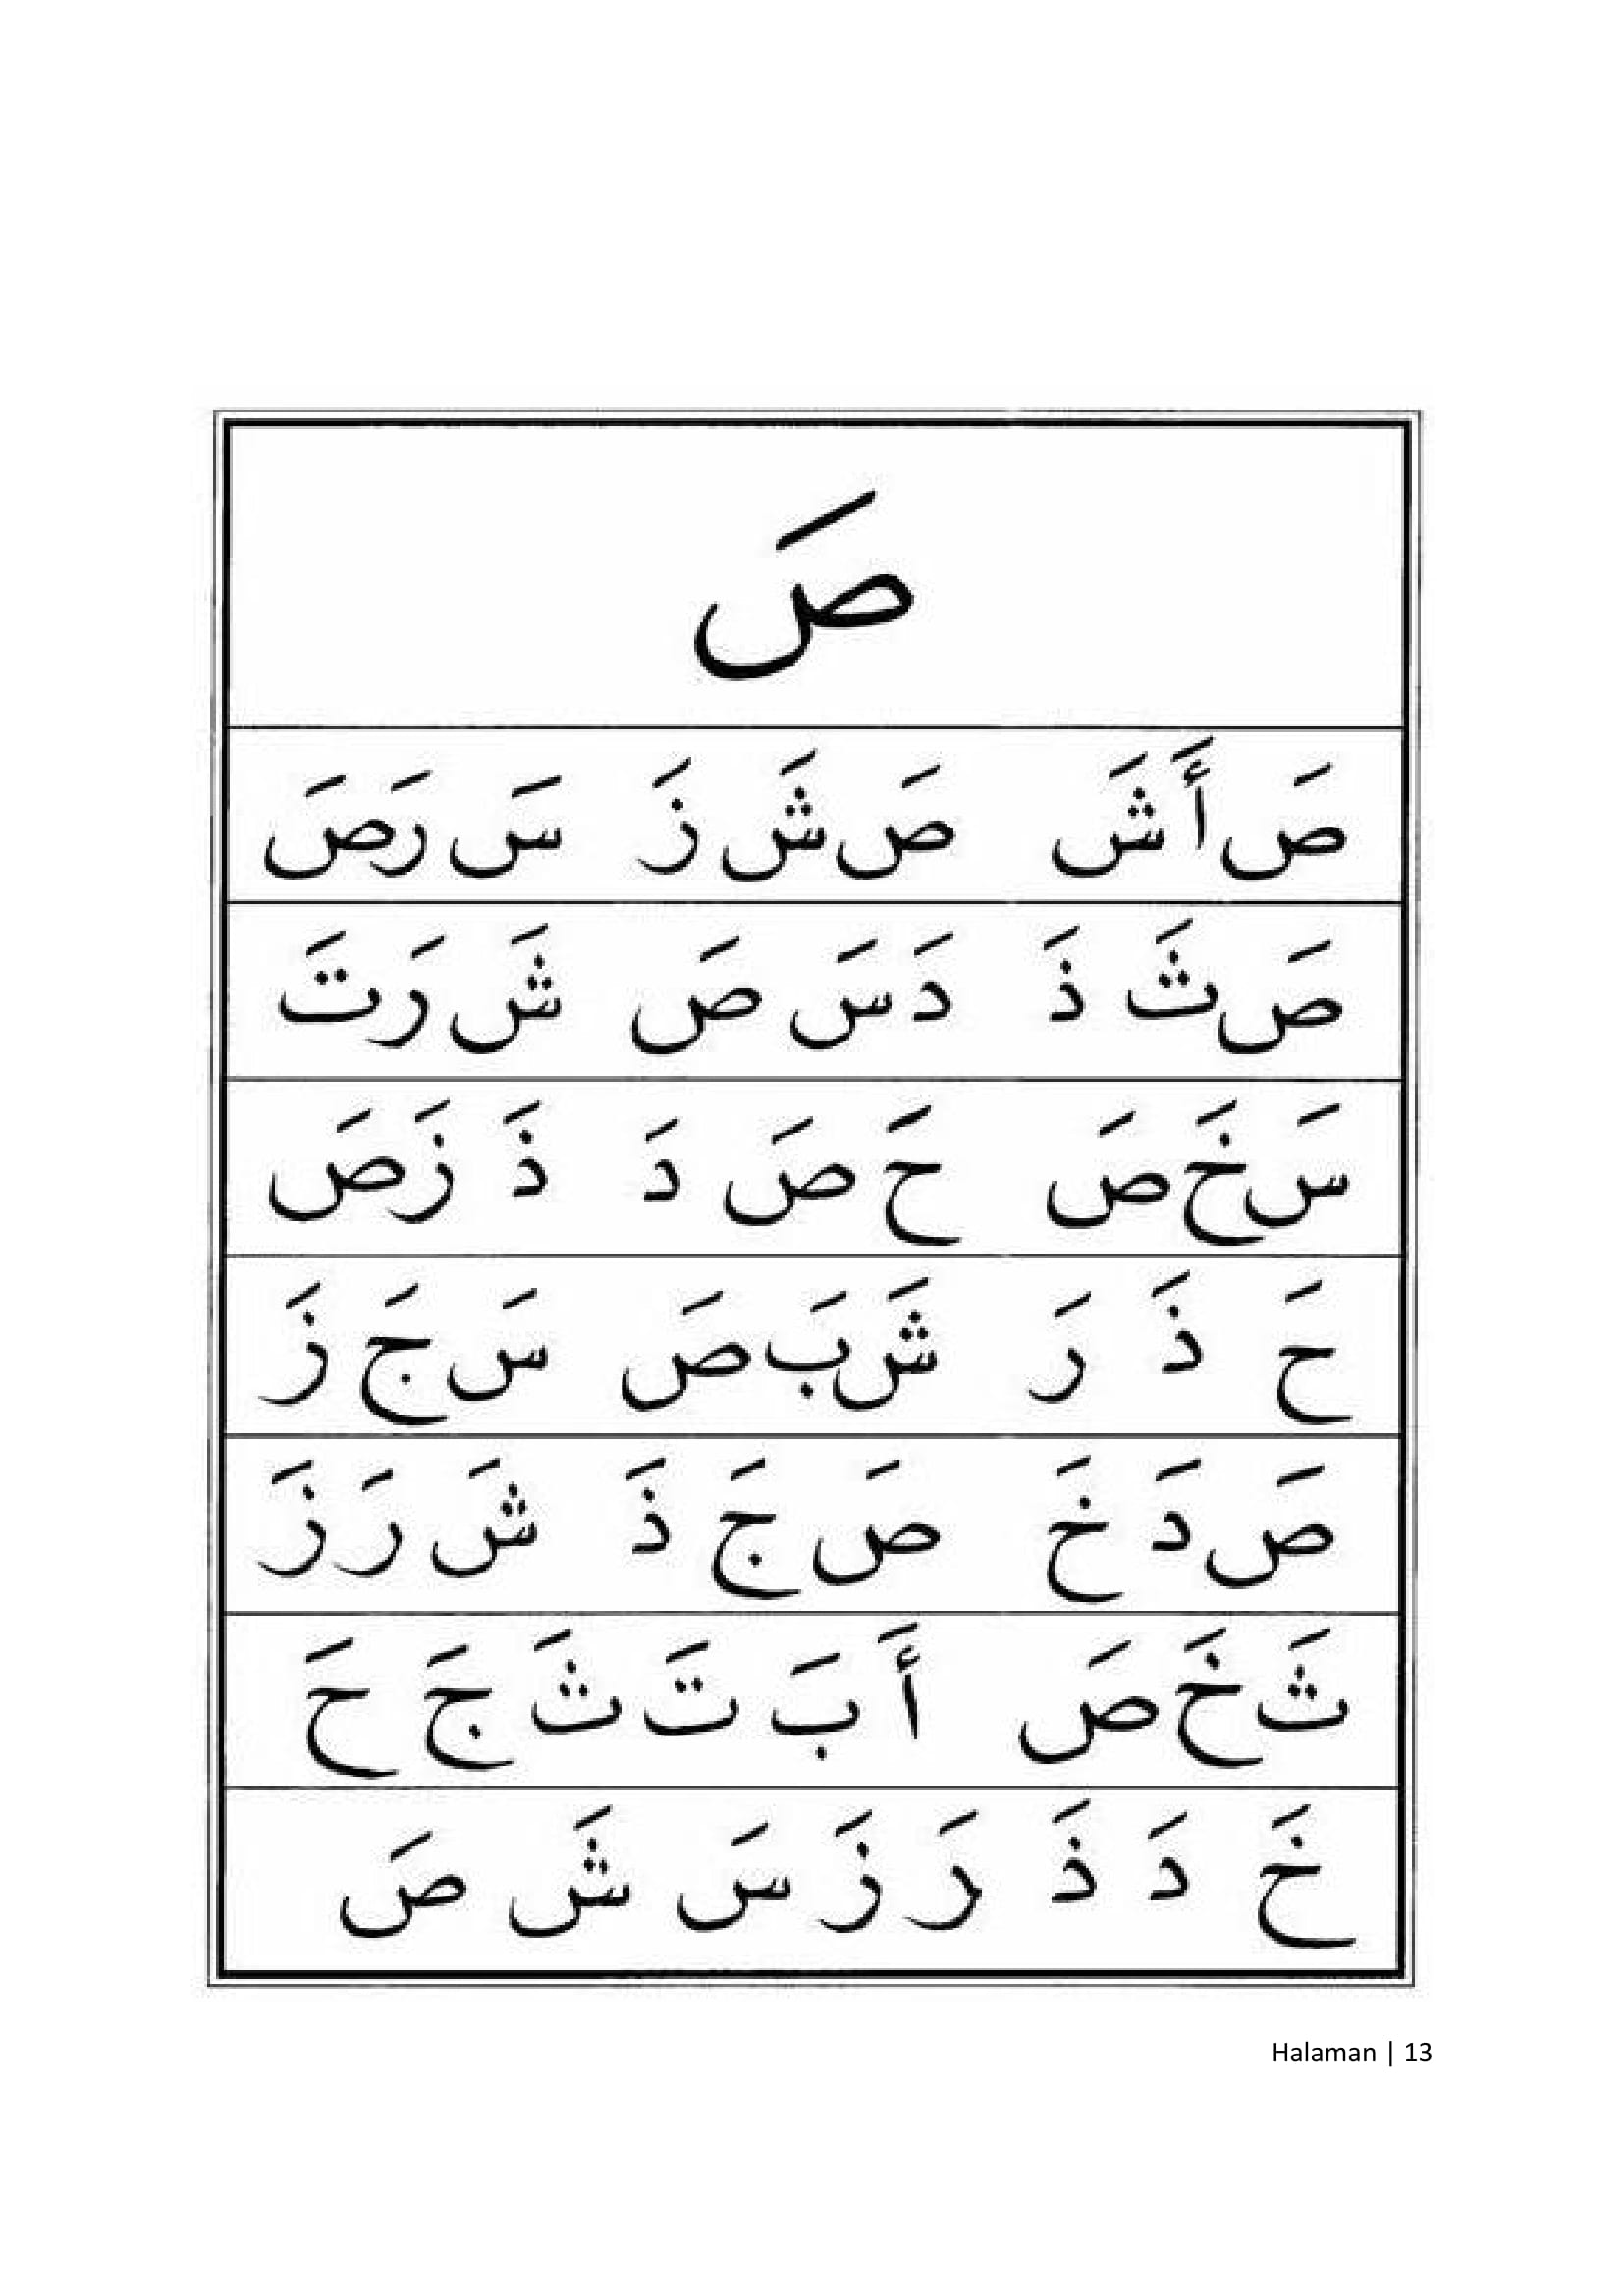 صَ
صَ أَ شَ صَ شَ زَ سَ رَ صَ
صَ ثَ ذَ دَ سَ صَ شَ رَ تَ
سَ خَ صَ حَ صَ دَ ذَ زَ صَ
حَ ذَ رَ شَ بَ صَ سَ جَ زَ
صَ دَ خَ صَ جَ ذَ شَ رَ زَ
ثَ خَ صَ أَ بَ تَ ثَ جَ حَ
خَ دَ ذَ رَ زَ سَ شَ صَ
Halaman | 13